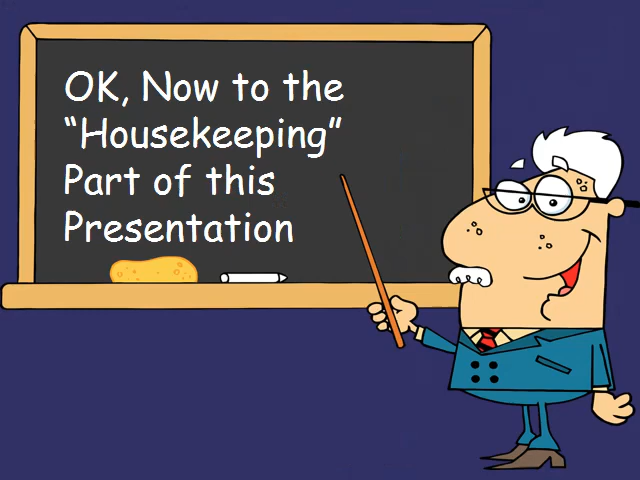 OK, Now to the
“Housekeeping”
Part of this
Presentation